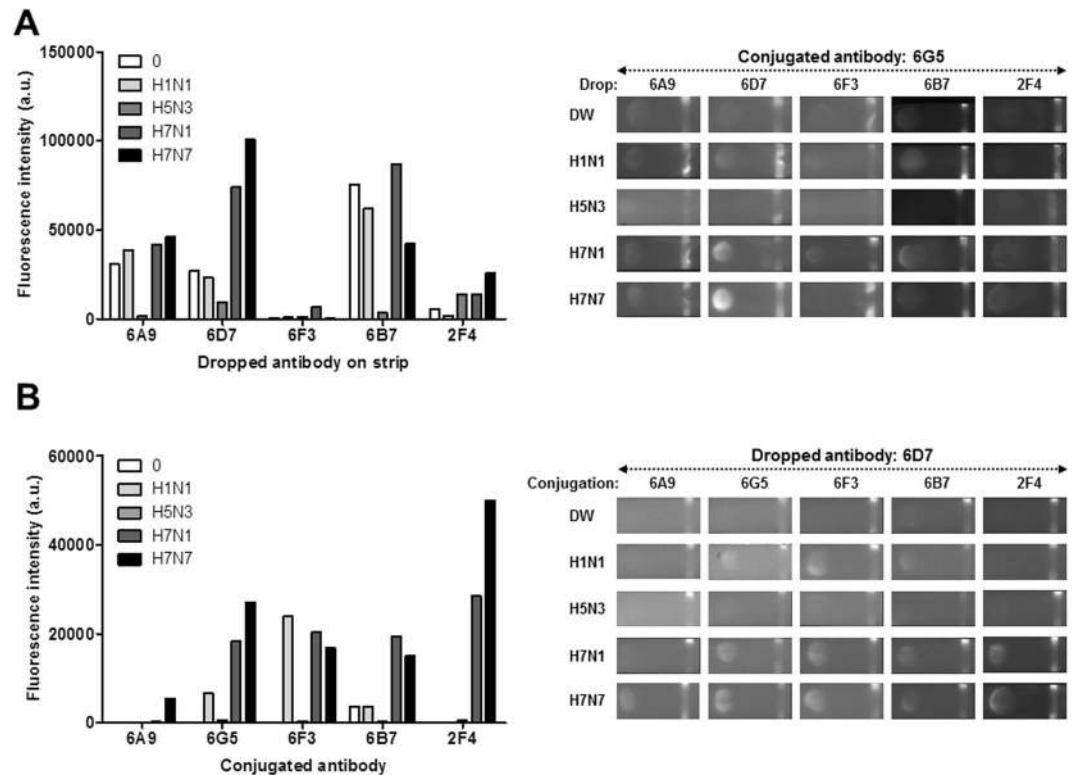 A
Fluorescence intensity (a.u.)
150000
100000
50000
0
0
H1N1
H5N3
H7N1
H7N7
6A9 6D7 6F3 6B7 2F4
Dropped antibody on strip
Conjugated antibody: 6G5
Drop: 6A9 6D7 6F3 6B7 2F4
DW
H1N1
H5N3
H7N1
H7N7
B
Fluorescence intensity (a.u.)
60000
40000
20000
0
0
H1N1
H5N3
H7N1
H7N7
6A9 6G5 6F3 6B7 2F4
Conjugated antibody
Dropped antibody: 6D7
Conjugation: 6A9 6G5 6F3 6B7 2F4
DW
H1N1
H5N3
H7N1
H7N7